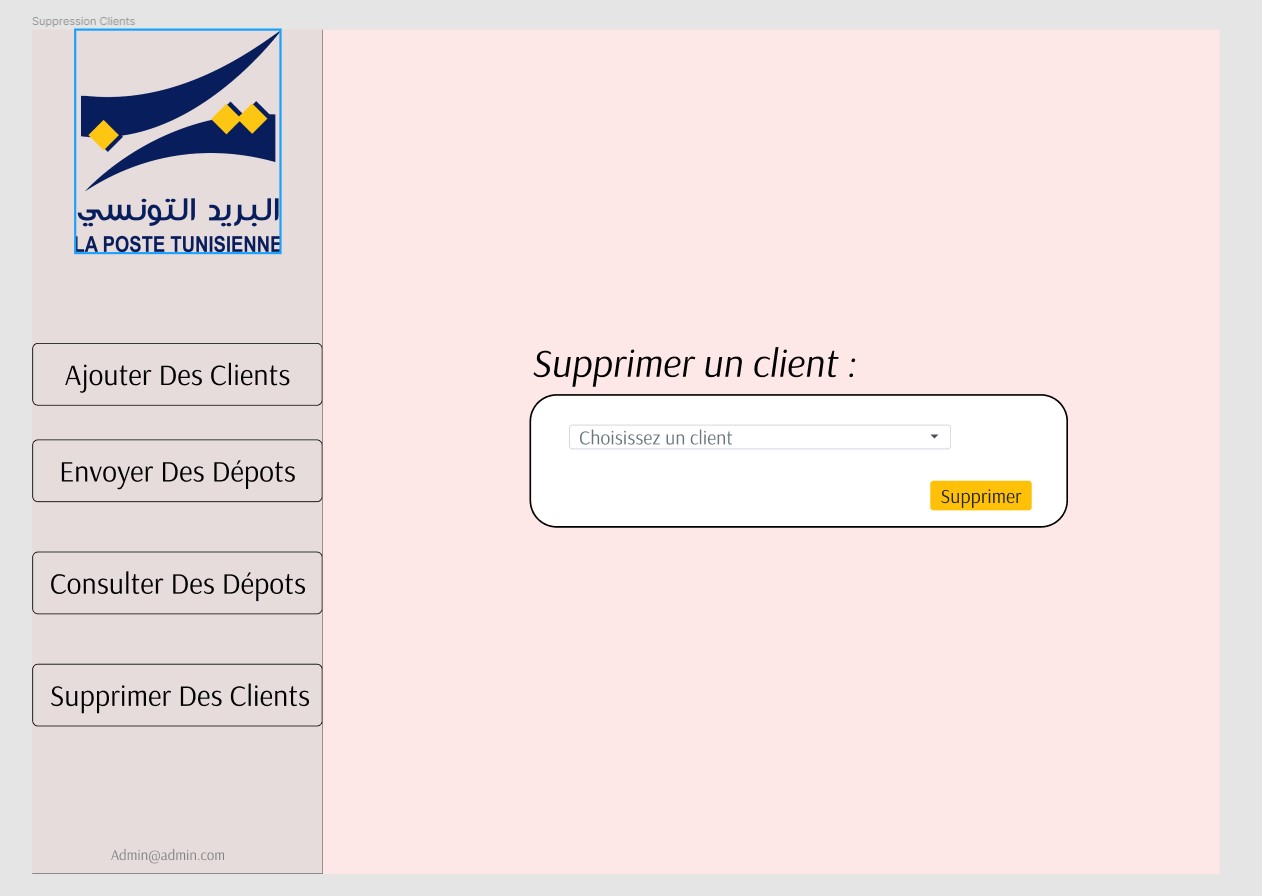 Suppression Clients
البريد التونسي
LA POSTE TUNISIENNE
Ajouter Des Clients
Envoyer Des Dépots
Consulter Des Dépots
Supprimer Des Clients
Admin@admin.com
Supprimer un client :
Choisissez un client
Supprimer